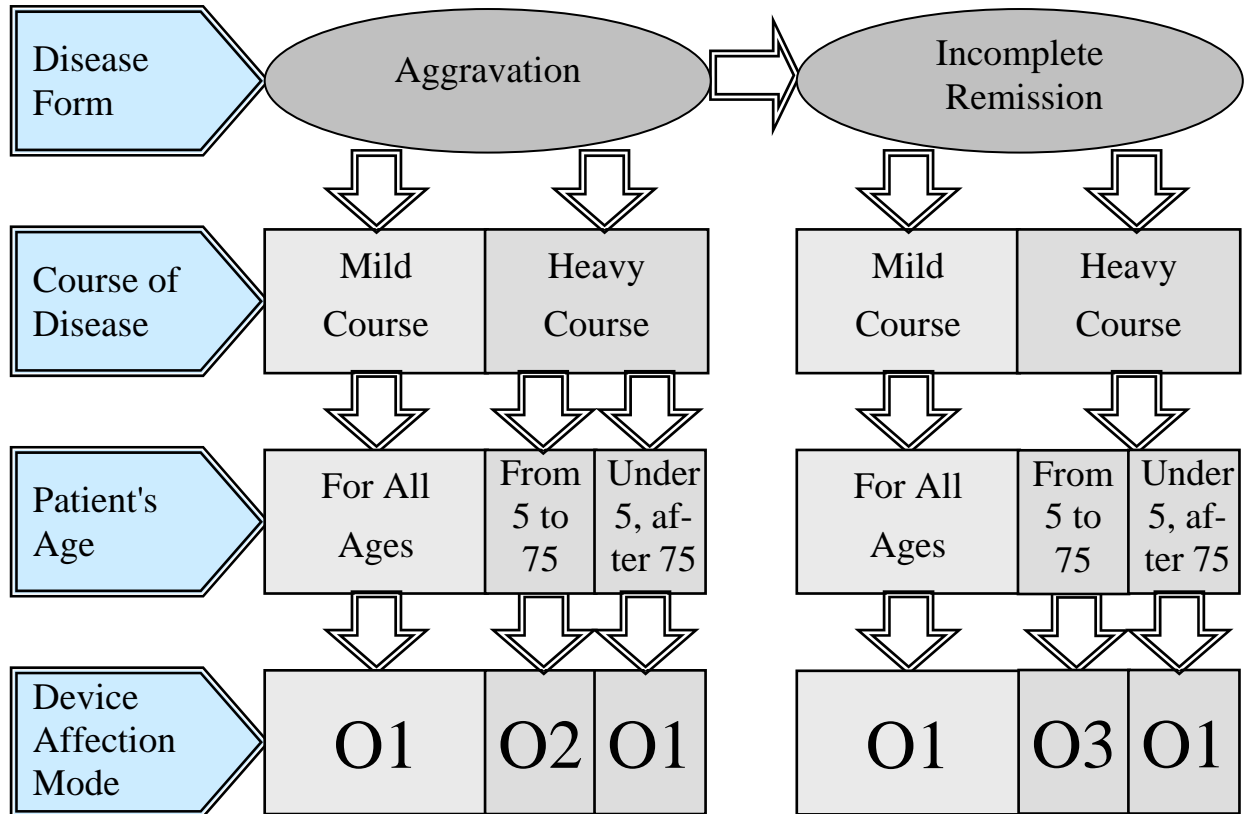 Disease
Form
Aggravation
Incomplete
Remission
Course of
Disease
Mild
Course
Heavy
Course
Mild
Course
Heavy
Course
Patient's
Age
For All
Ages
From
5 to
75
Under
5, af-
ter 75
For All
Ages
From
5 to
75
Under
5, af-
ter 75
Device
Affection
Mode
O1
O2
O1
O1
O3
O1